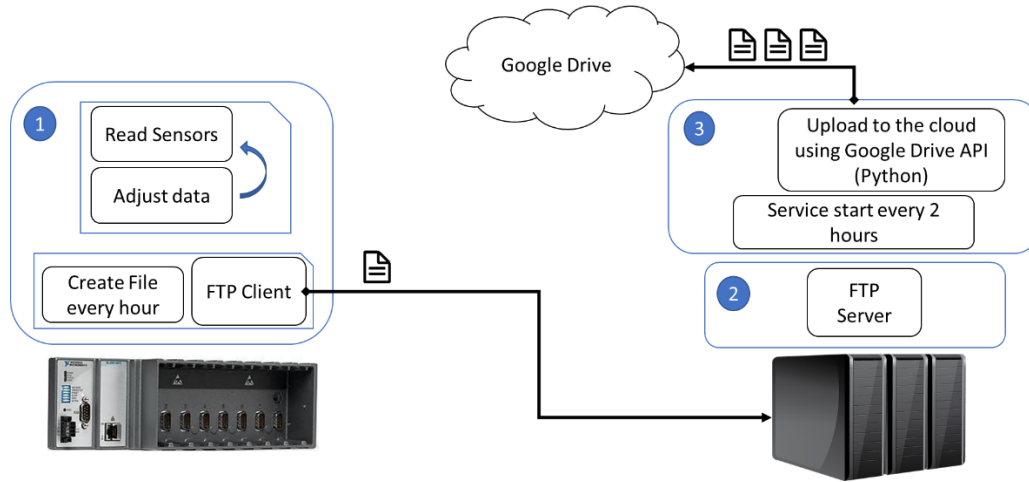 1
Read Sensors
Adjust data
Create File
every hour
FTP Client
Google Drive
3
Upload to the cloud
using Google Drive API
(Python)
Service start every 2
hours
2
FTP
Server